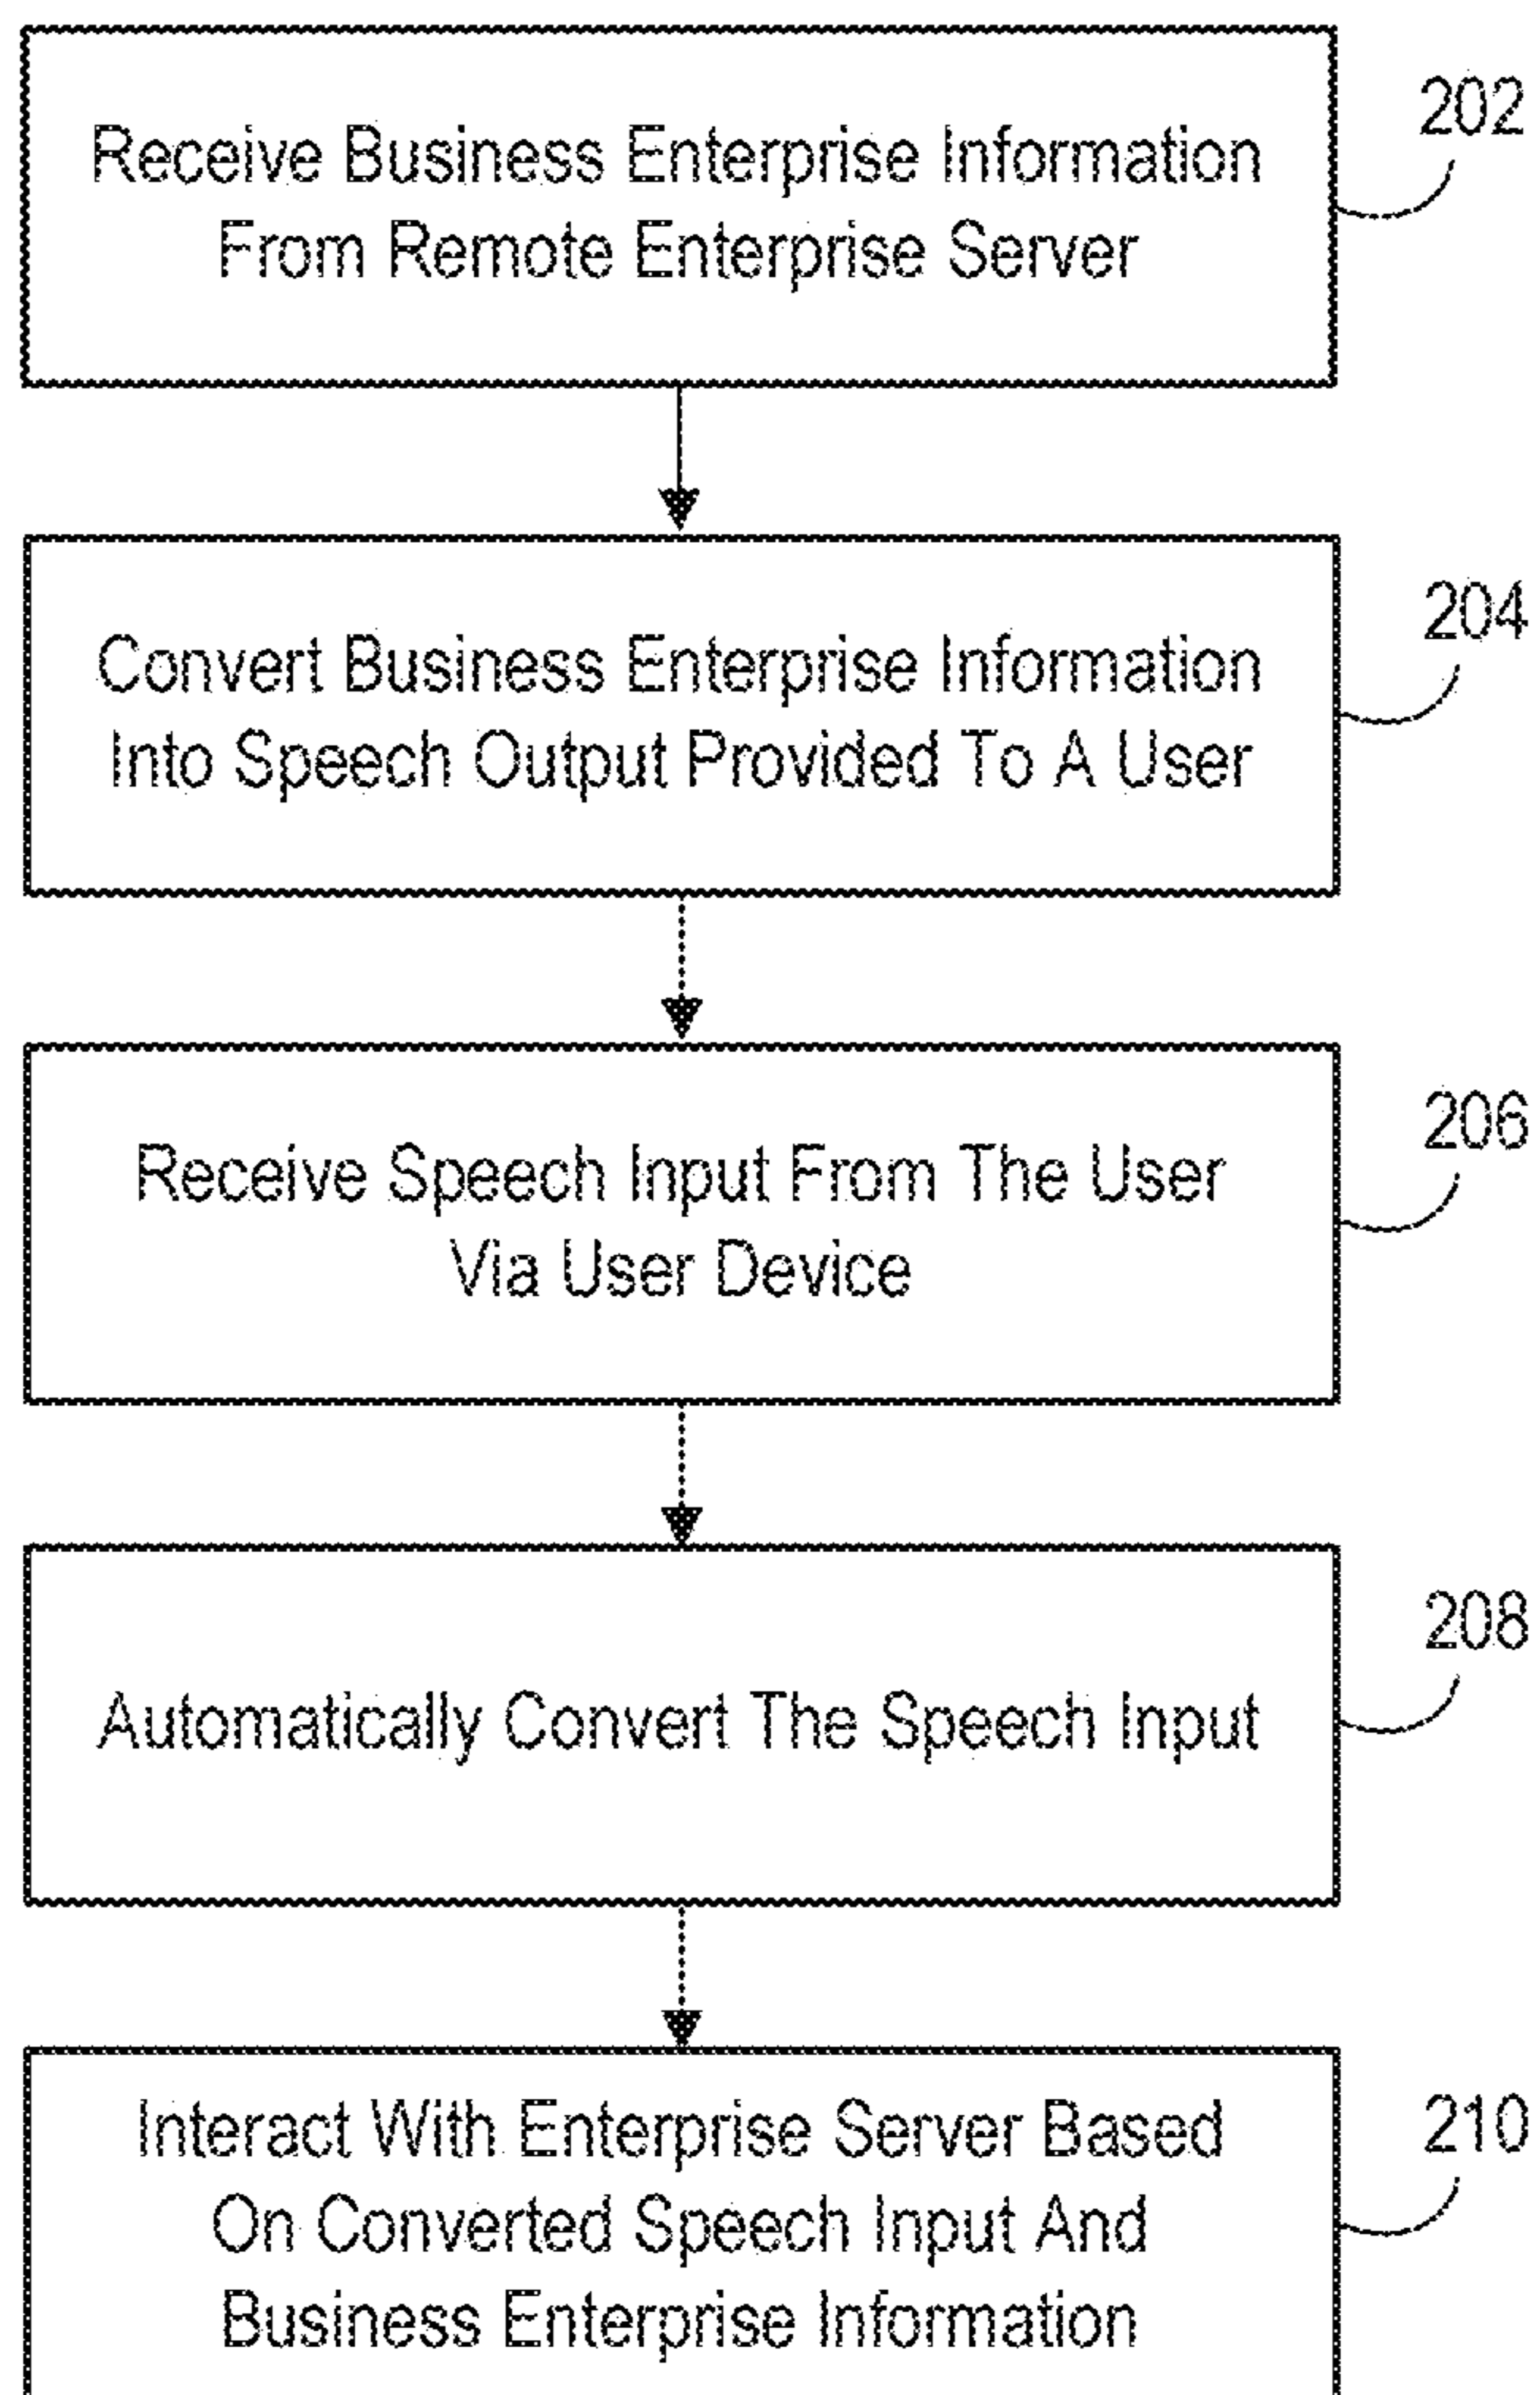 Receive Business Enterprise Information
From Remote Enterprise Server
202
Convert Business Enterprise Information
Into Speech Output Provided To A User
204
Receive Speech Input From The User
Via User Device
206
Automatically Convert The Speech Input
208
Interact With Enterprise Server Based
On Converted Speech Input And
Business Enterprise Information
210